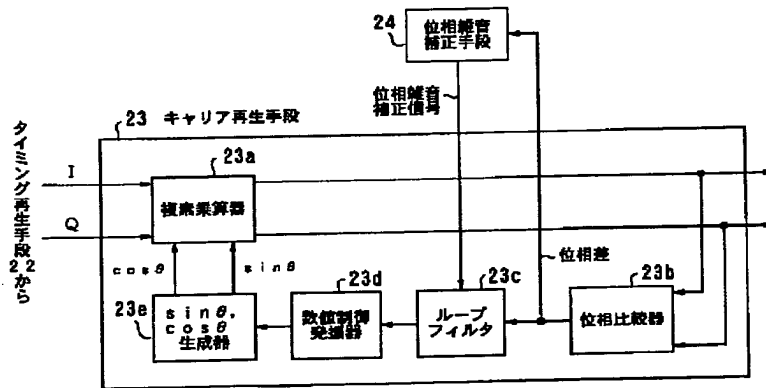 24
位相雑音
補正手段
位相雑音
補正信号
23 キャリア再生手段
タイミング再生手段22から
I
Q
23a
複素乗算器
cosθ
sinθ
23e
sinθ,
cosθ
生成器
23d
数値制御
発振器
23c
ループ
フィルタ
位相差
23b
位相比較器